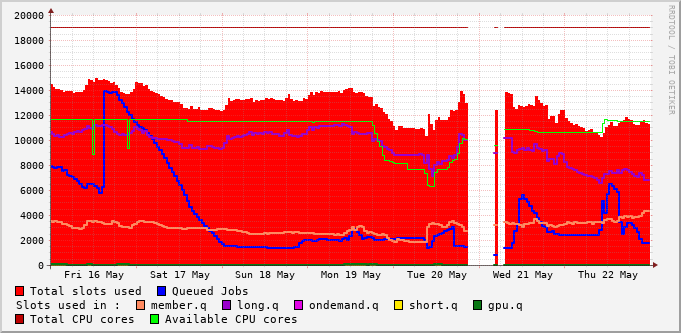 20000
18000
16000
14000
12000
10000
8000
6000
4000
2000
0
Fri 16 May Sat 17 May Sun 18 May Mon 19 May Tue 20 May Wed 21 May Thu 22 May
Total slots used Queued Jobs
Slots used in : member.q long.q ondemand.q short.q gpu.q
Total CPU cores Available CPU cores
RRDTOOL / TOBI OETIKER